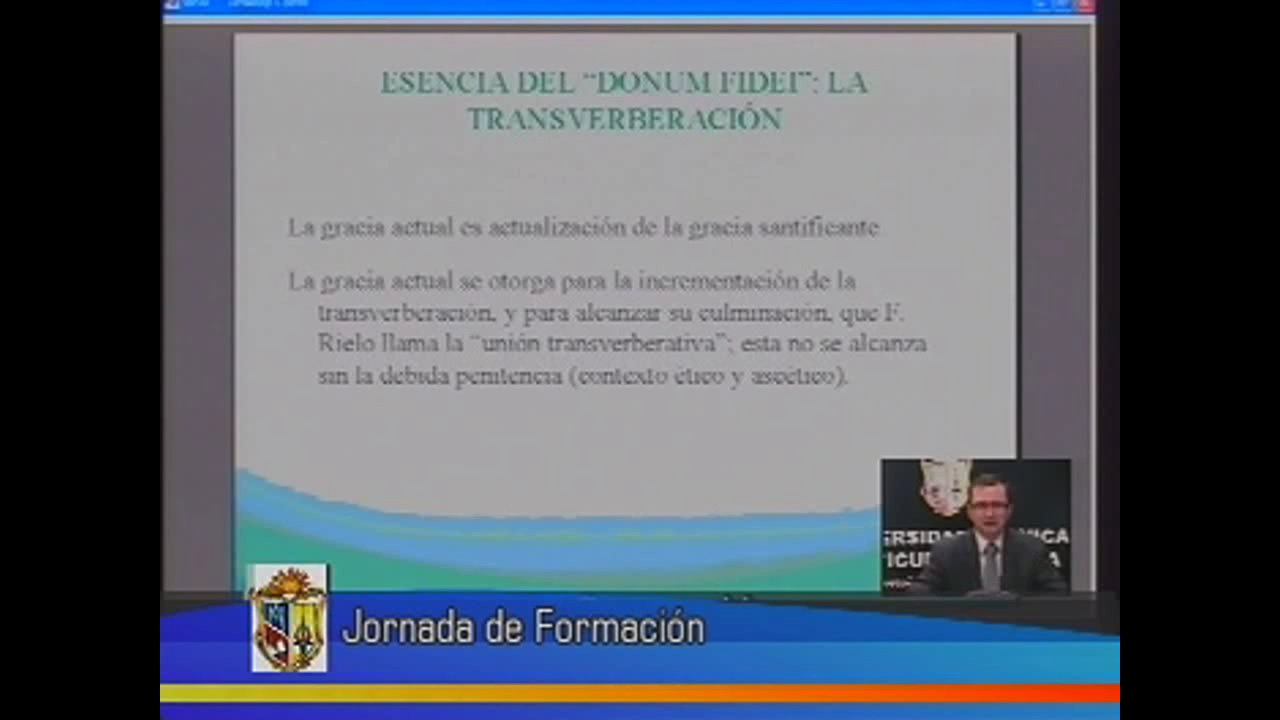 ESENCIA DEL “DONUM FIDEI”: LA
TRANSVERBERACIÓN
La gracia actual es actualización de la gracia santificante
La gracia actual se otorga para la incrementación de la
transverberación, y para alcanzar su culminación, que F.
Rielo llama la “unión transverberativa”; esta no se alcanza
sin la debida penitencia (contexto ético y ascético).
Jornada de Formación